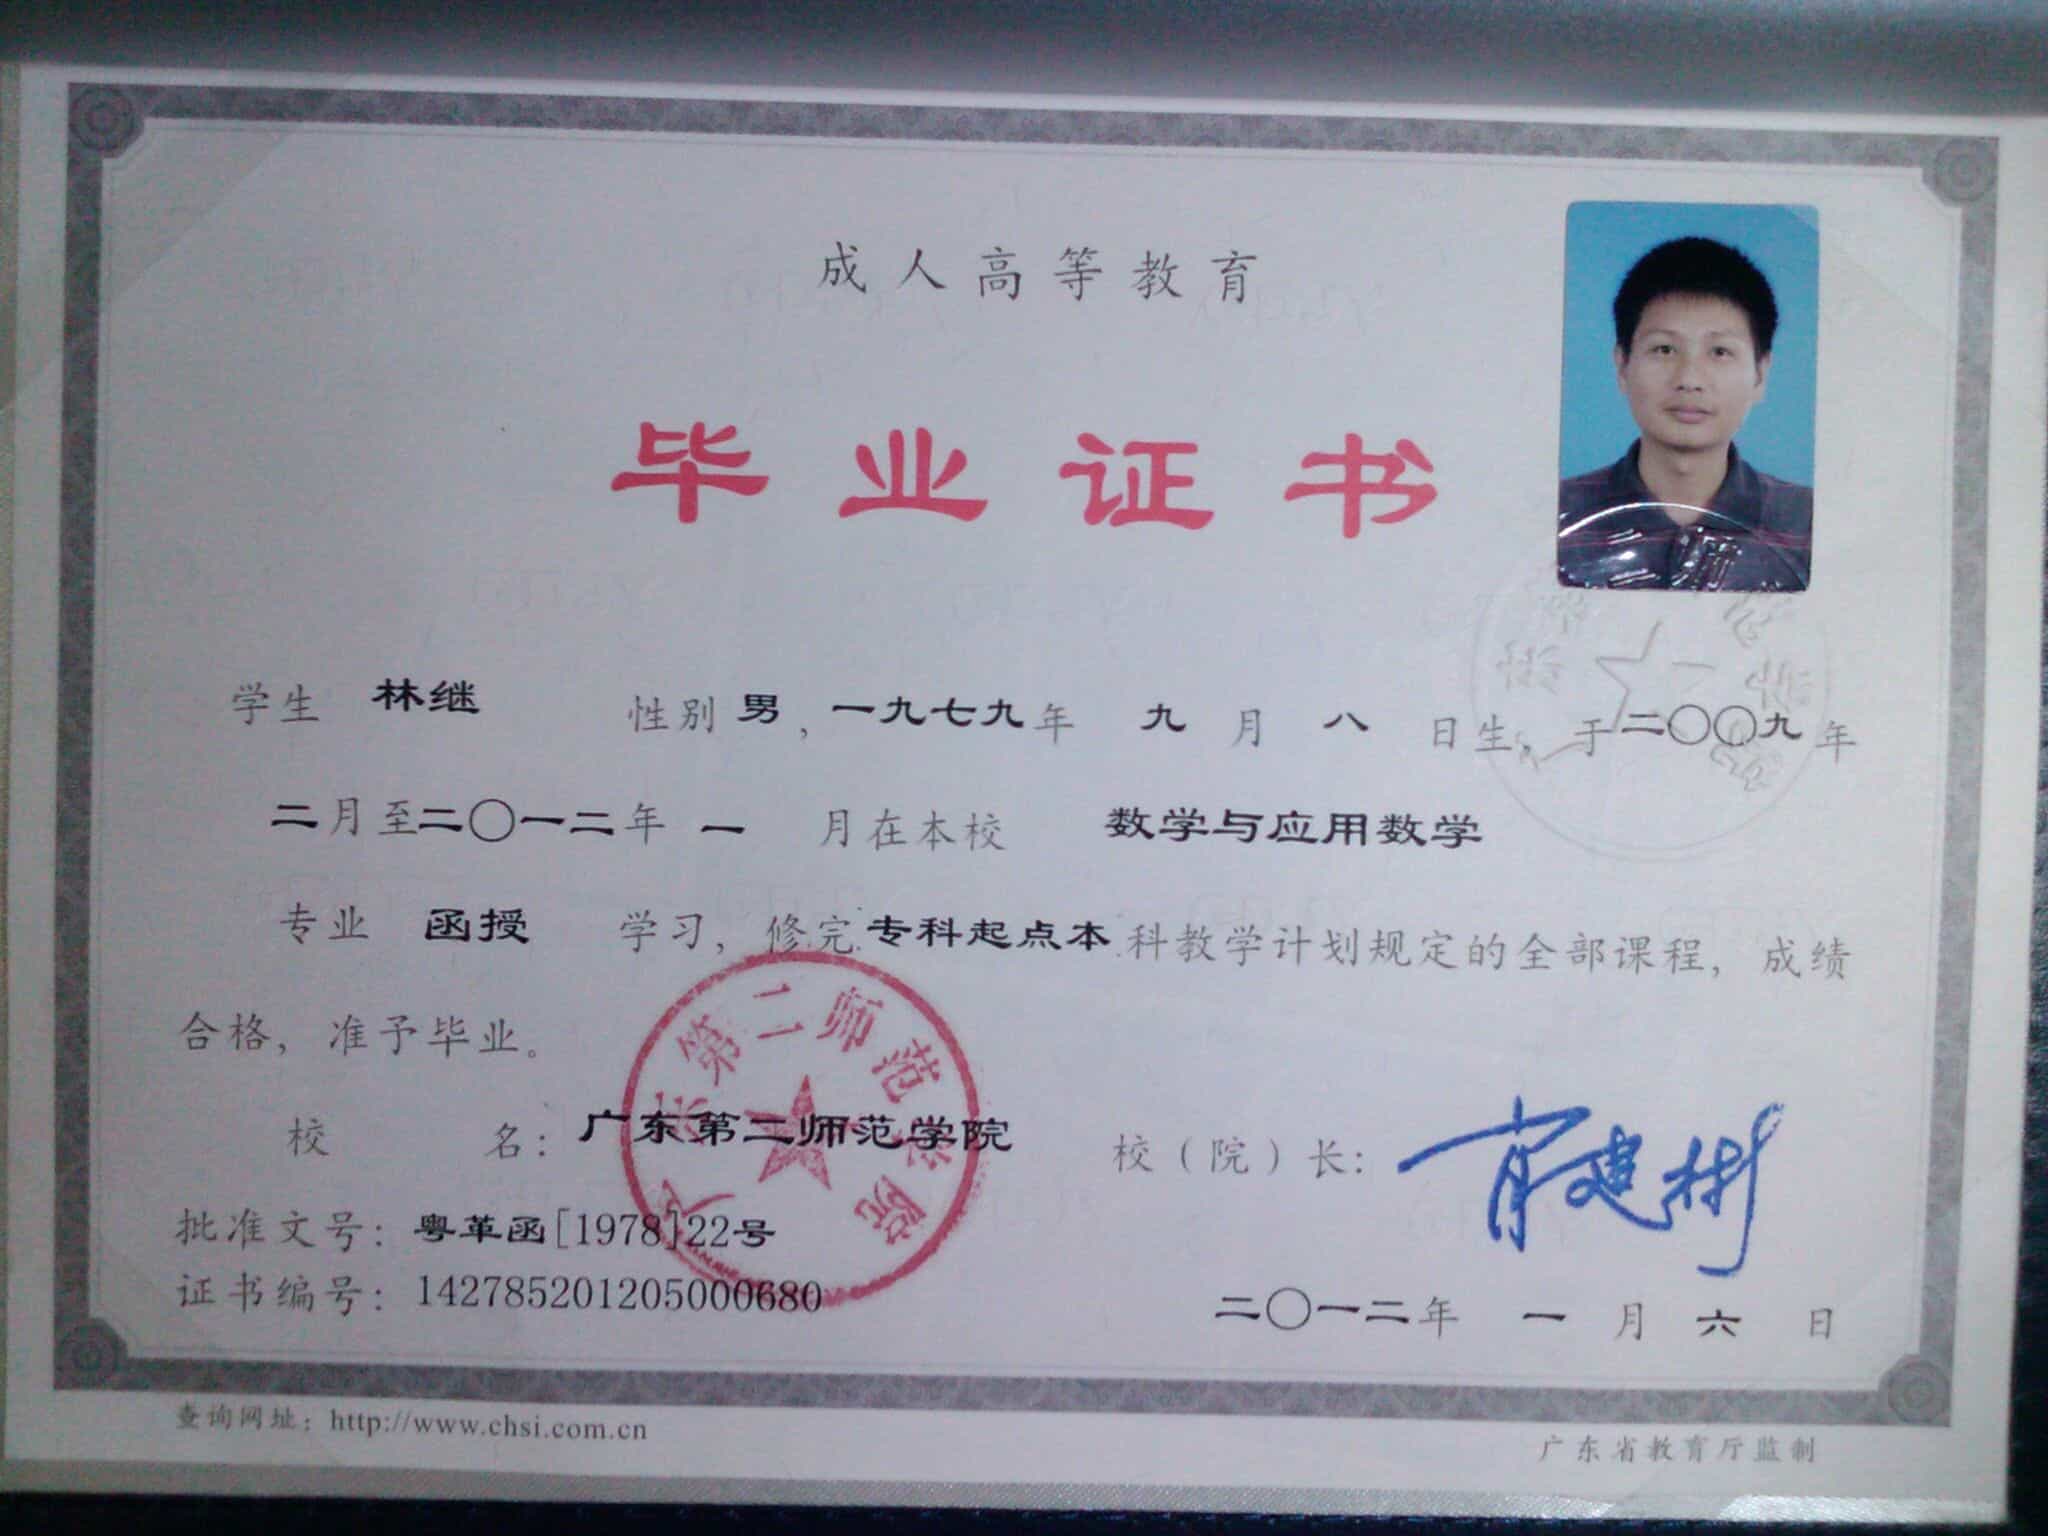 成人高等教育
毕业证书
学生 林继 性别 男，一九七九年 九 月 八 日生，于二〇〇九年
二月至二〇一二年 一 月在本校 数学与应用数学
专业 函授 学习，修完 专科起点本 科教学计划规定的全部课程，成绩
合格，准予毕业。
广东第二师范学院
校 名：广东第二师范学院 校（院）长：肖建彬
批准文号：粤革函[1978]22号
证书编号：142785201205000680
二〇一二年 一 月 六 日
查询网址：http://www.chsi.com.cn
广东省教育厅监制